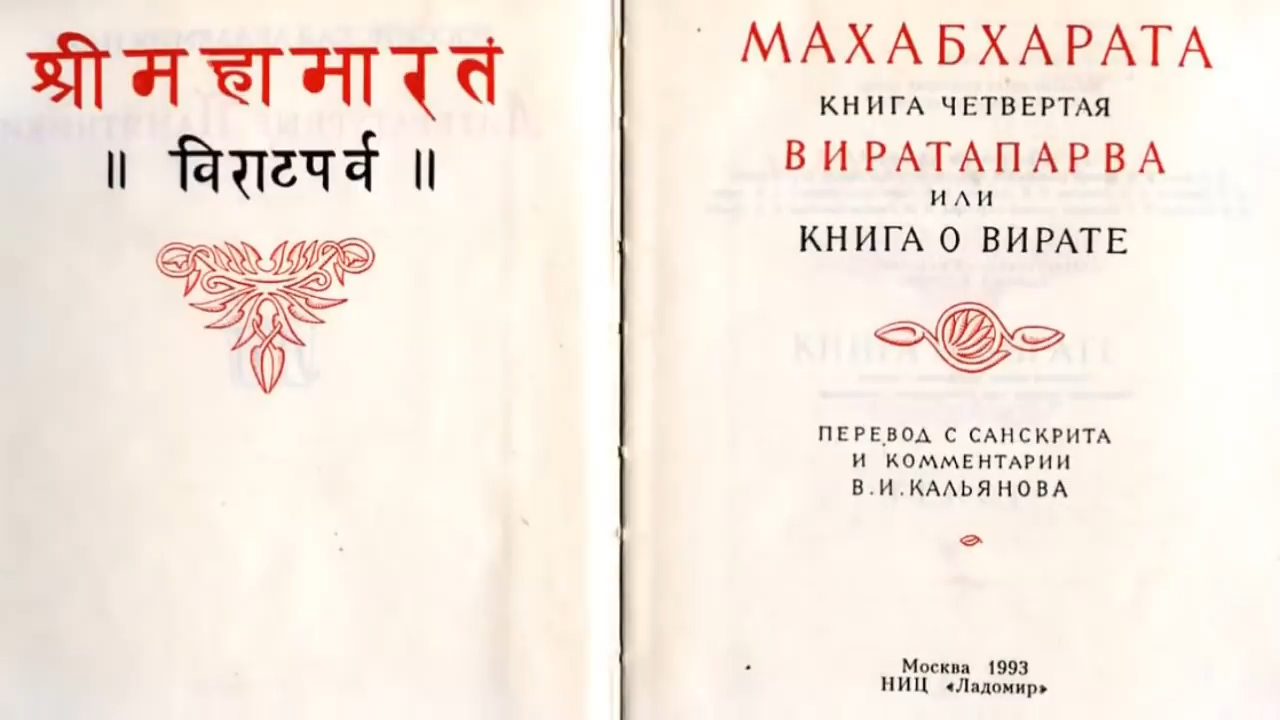 श्रीमहाभारतं
॥ विराटपर्व ॥
МАХАБХАРАТА
КНИГА ЧЕТВЕРТАЯ
ВИРАТАПАРВА
ИЛИ
КНИГА О ВИРАТЕ
ПЕРЕВОД С САНСКРИТА
И КОММЕНТАРИИ
В.И.КАЛЬЯНОВА
Москва 1993
НИЦ «Ладомир»